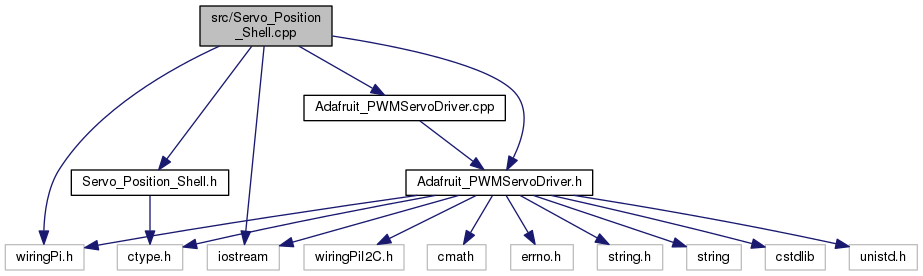 src/Servo_Position
_Shell.cpp
Adafruit_PWMServoDriver.cpp
Servo_Position_Shell.h
Adafruit_PWMServoDriver.h
wiringPi.h
ctype.h
iostream
wiringPiI2C.h
cmath
errno.h
string.h
string
cstdlib
unistd.h